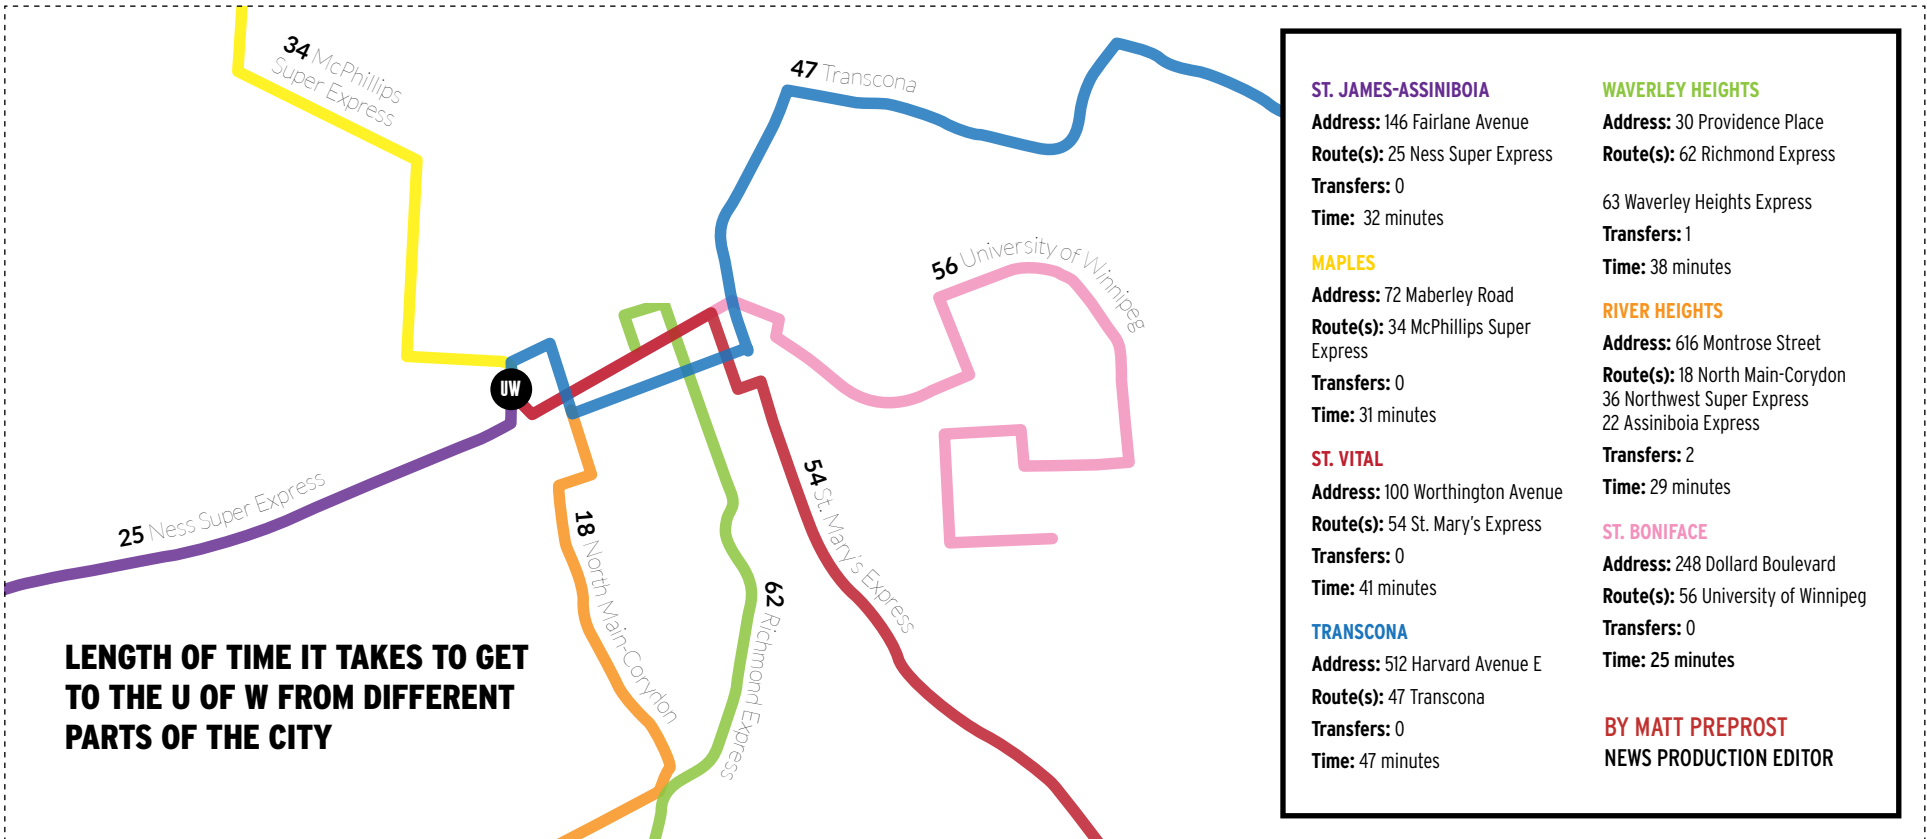 34 McPhillips
Super Express
47 Transcona
56 University of Winnipeg
UW
25 Ness Super Express
18 North Main-Corydon
54 St. Mary's Express
62 Richmond Express
LENGTH OF TIME IT TAKES TO GET
TO THE U OF W FROM DIFFERENT
PARTS OF THE CITY
ST. JAMES-ASSINIBOIA
Address: 146 Fairlane Avenue
Route(s): 25 Ness Super Express
Transfers: 0
Time: 32 minutes
MAPLES
Address: 72 Maberley Road
Route(s): 34 McPhillips Super
Express
Transfers: 0
Time: 31 minutes
ST. VITAL
Address: 100 Worthington Avenue
Route(s): 54 St. Mary's Express
Transfers: 0
Time: 41 minutes
TRANSCONA
Address: 512 Harvard Avenue E
Route(s): 47 Transcona
Transfers: 0
Time: 47 minutes
WAVERLEY HEIGHTS
Address: 30 Providence Place
Route(s): 62 Richmond Express
63 Waverley Heights Express
Transfers: 1
Time: 38 minutes
RIVER HEIGHTS
Address: 616 Montrose Street
Route(s): 18 North Main-Corydon
36 Northwest Super Express
22 Assiniboia Express
Transfers: 2
Time: 29 minutes
ST. BONIFACE
Address: 248 Dollard Boulevard
Route(s): 56 University of Winnipeg
Transfers: 0
Time: 25 minutes
BY MATT PREPROST
NEWS PRODUCTION EDITOR